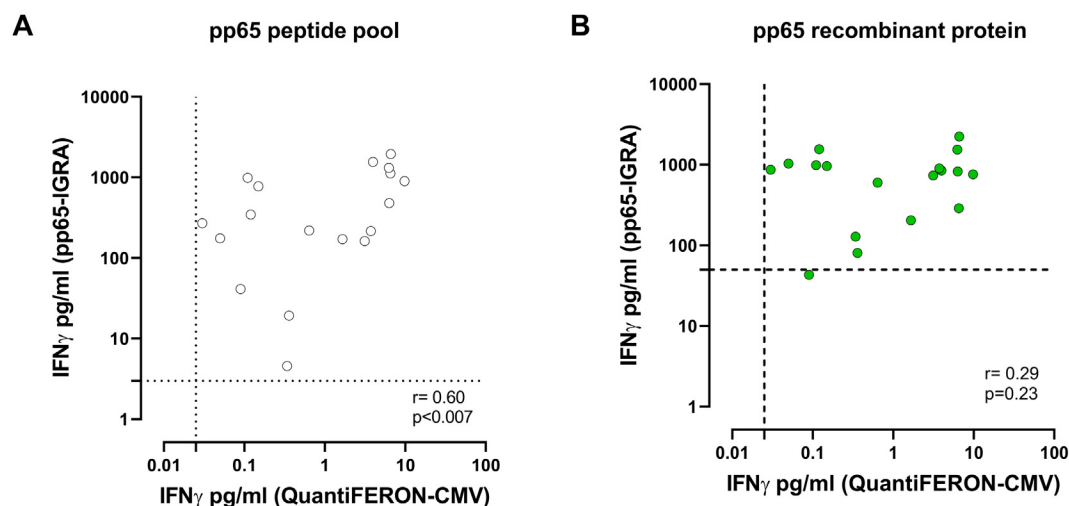 A
pp65 peptide pool
IFNγ pg/ml (pp65-IGRA)
10000
1000
100
10
1
r= 0.60
p<0.007
0.01 0.1 1 10 100
IFNγ pg/ml (QuantiFERON-CMV)
B
pp65 recombinant protein
IFNγ pg/ml (pp65-IGRA)
10000
1000
100
10
1
r= 0.29
p=0.23
0.01 0.1 1 10 100
IFNγ pg/ml (QuantiFERON-CMV)